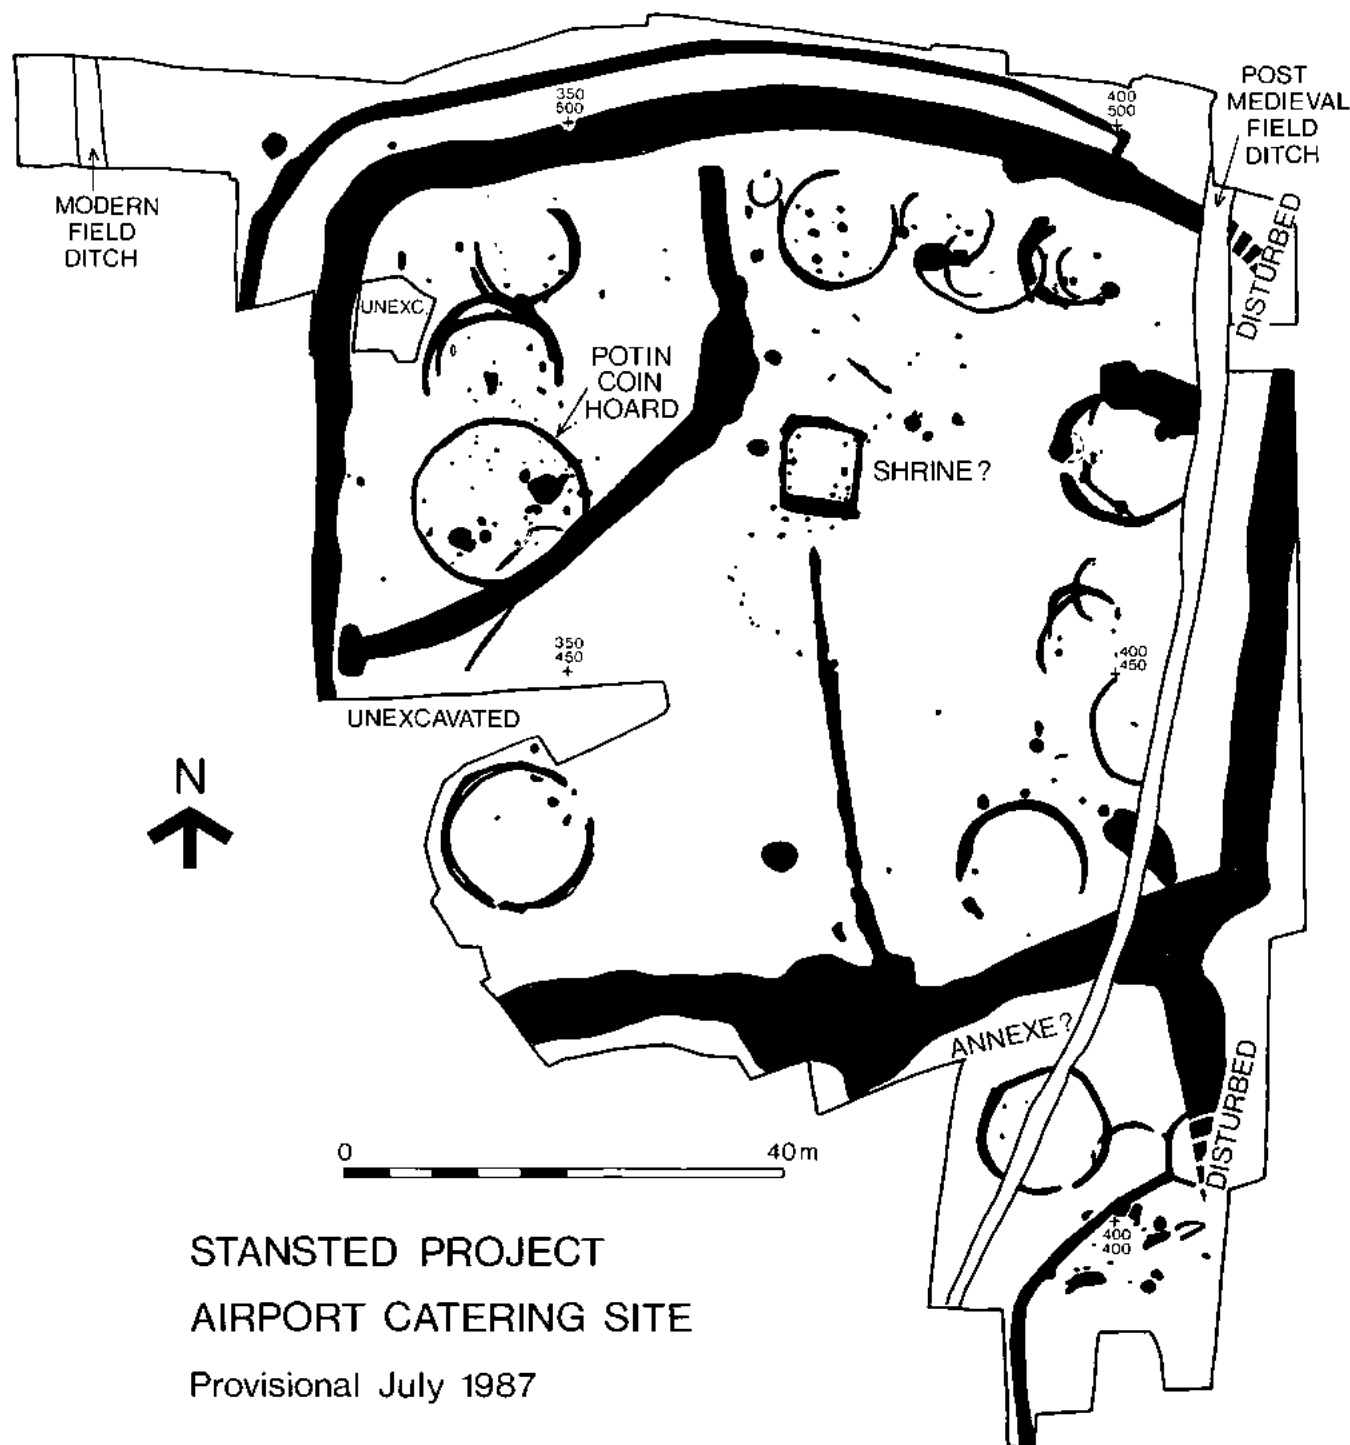 POST
MEDIEVAL
FIELD
DITCH
350
500
400
500
MODERN
FIELD
DITCH
DISTURBED
UNEXC.
POTIN
COIN
HOARD
SHRINE?
350
450
400
450
UNEXCAVATED
N
ANNEXE?
DISTURBED
0 40m
400
400
STANSTED PROJECT
AIRPORT CATERING SITE
Provisional July 1987